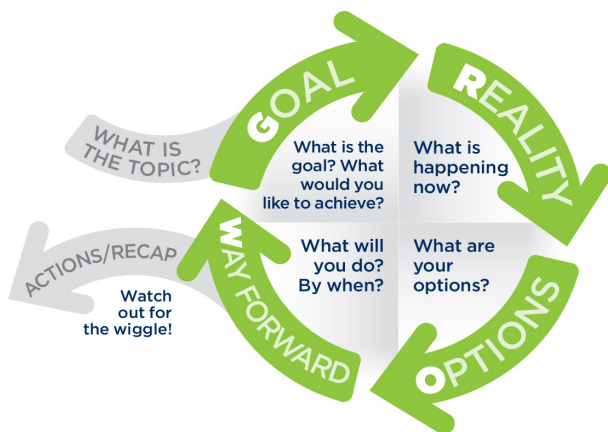 WHAT IS
THE TOPIC?
GOAL
What is the
goal? What
would you
like to achieve?
REALITY
What is
happening
now?
OPTIONS
What are
your
options?
WAY FORWARD
What will
you do?
By when?
ACTIONS/RECAP
Watch
out for
the wiggle!